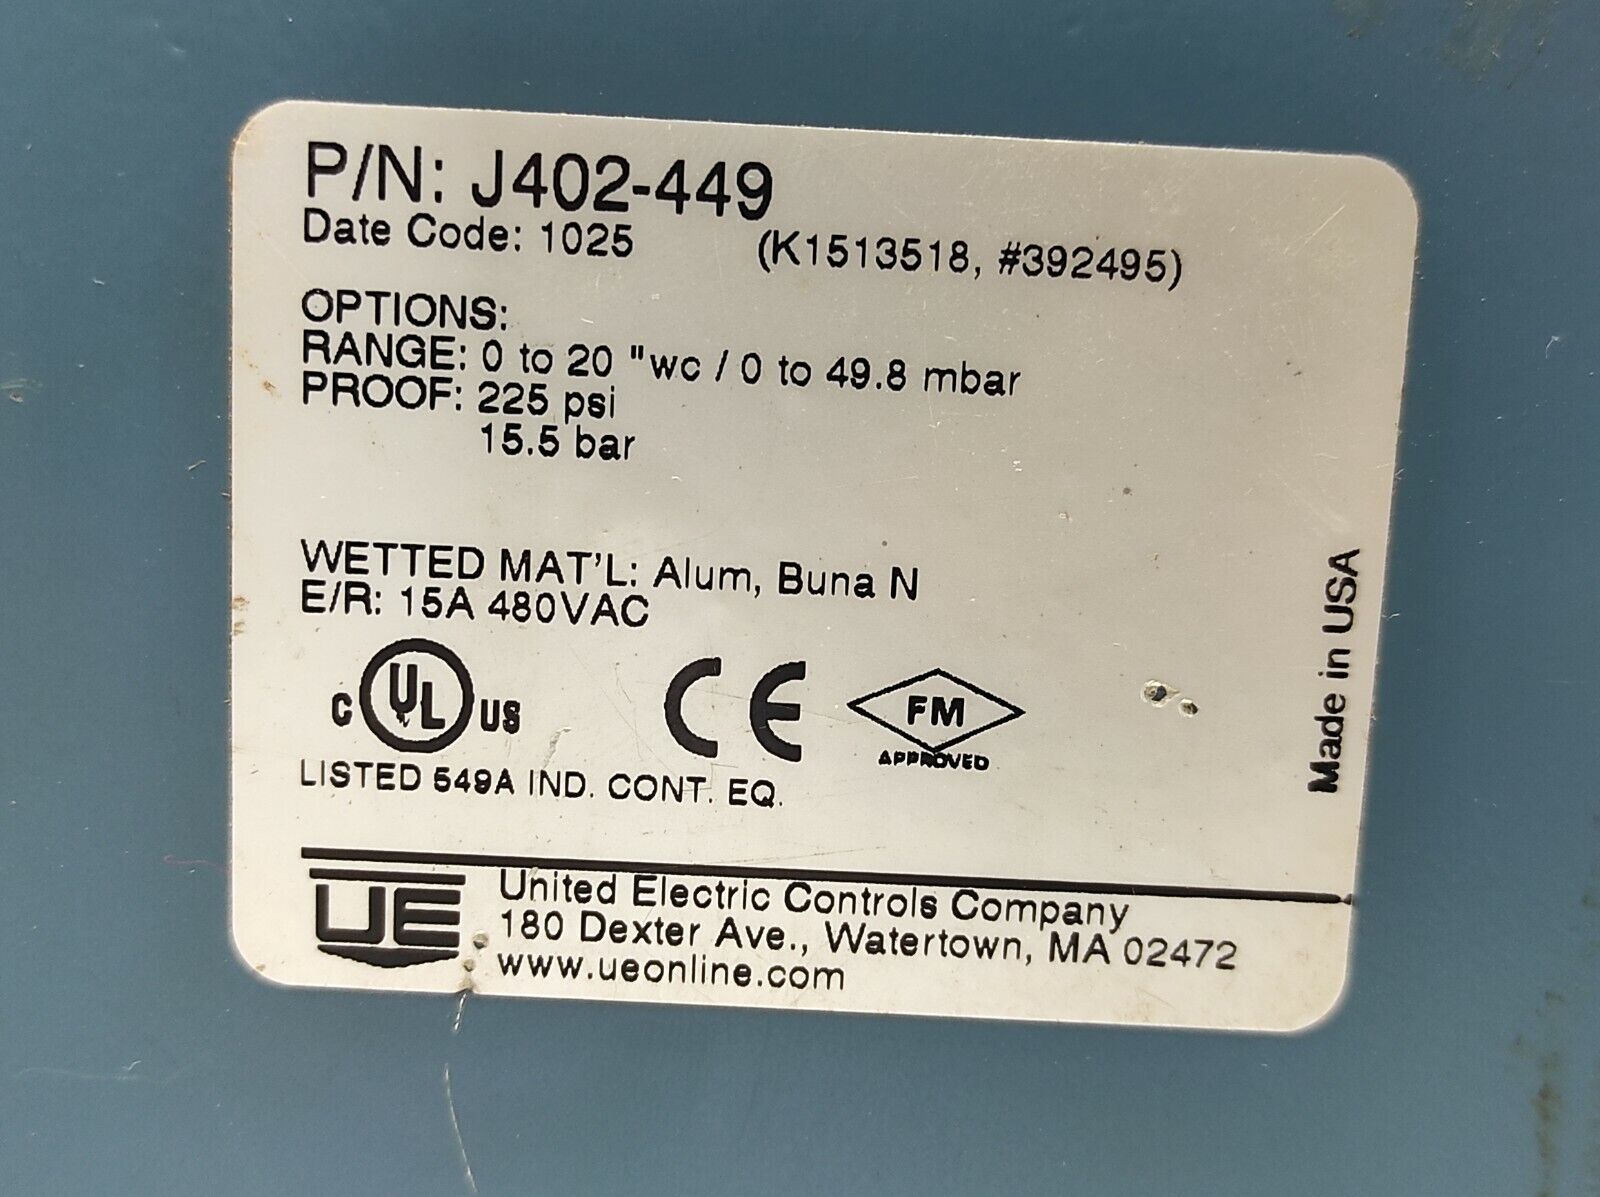 P/N: J402-449
Date Code: 1025 (K1513518, #392495)
OPTIONS:
RANGE: 0 to 20 "wc / 0 to 49.8 mbar
PROOF: 225 psi
15.5 bar
WETTED MAT'L: Alum, Buna N
E/R: 15A 480VAC
C UL US CE FM
APPROVED
LISTED 549A IND. CONT. EQ.
Made in USA
UE United Electric Controls Company
180 Dexter Ave., Watertown, MA 02472
www.ueonline.com